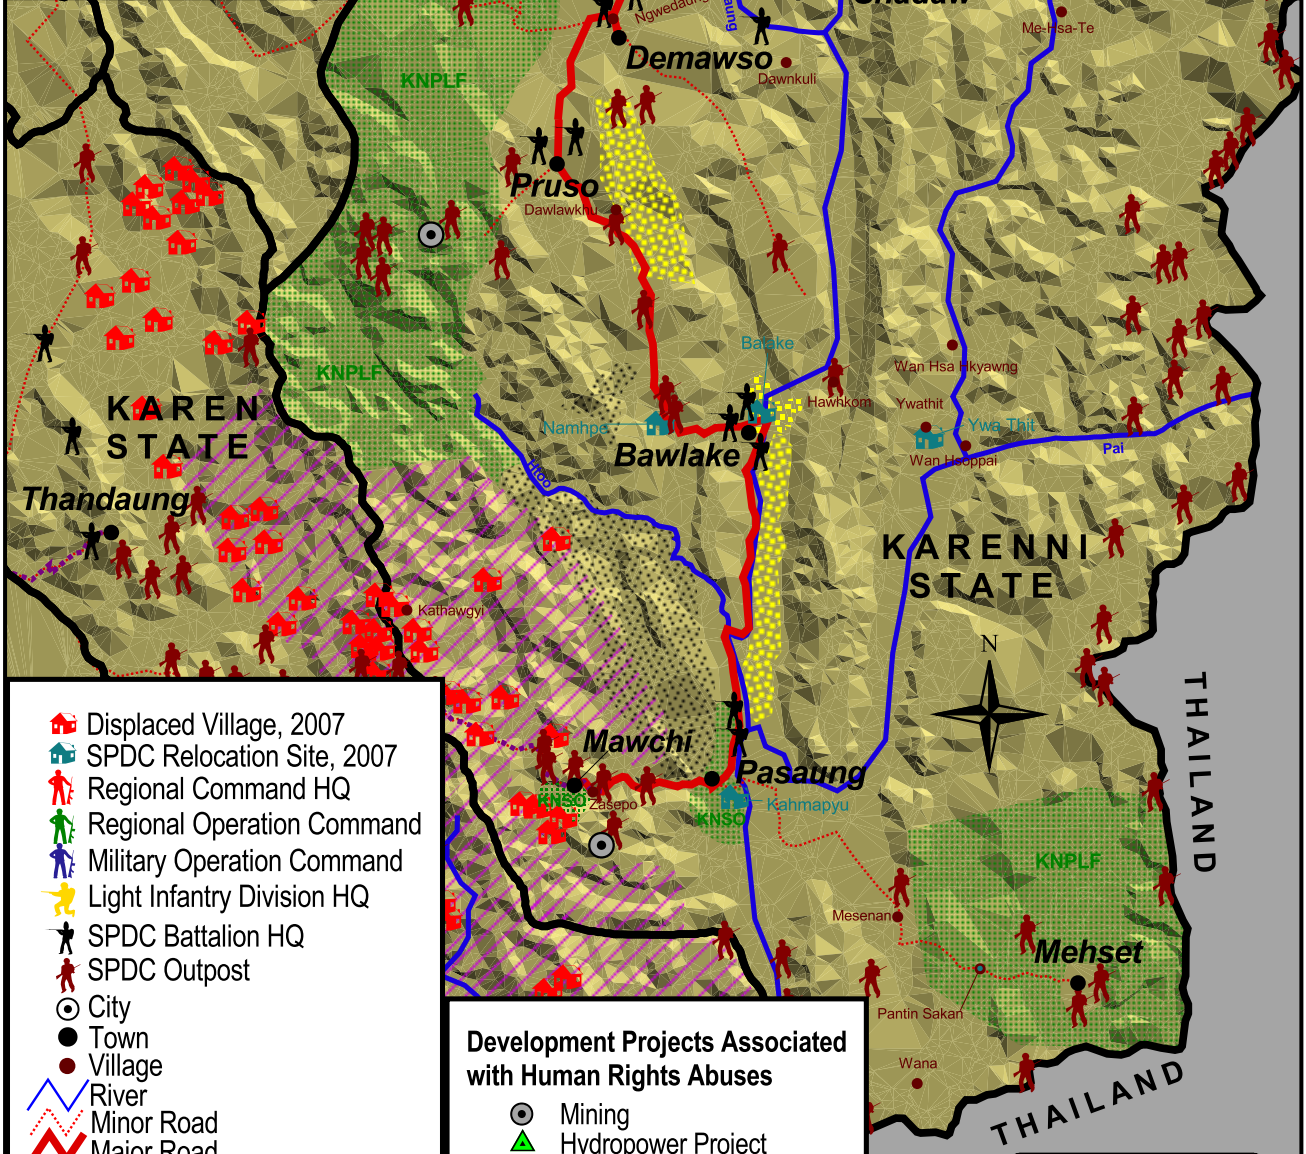 Shadaw
Ngwedaung
Me-Hsa-Te
Demawso
Dawnkuli
KNPLF
Pruso
Dawlawkhu
Batake
KNPLF
Wan Hsa Hkyawng
Hawhkom
Ywathit
KAREN
STATE
Namhpe
Ywa Thit
Bawlake
Wan Hooppai
Pai
Htoo
Thandaung
KARENNI
STATE
Kathawgyi
N
THAILAND
Mawchi
Pasaung
KNSO
Zasepo
Kahmapyu
KNSO
KNPLF
Mesenan
Mehset
Pantin Sakan
Wana
THAILAND
Displaced Village, 2007
SPDC Relocation Site, 2007
Regional Command HQ
Regional Operation Command
Military Operation Command
Light Infantry Division HQ
SPDC Battalion HQ
SPDC Outpost
City
Town
Village
River
Minor Road
Major Road
Development Projects Associated
with Human Rights Abuses
Mining
Hydropower Project